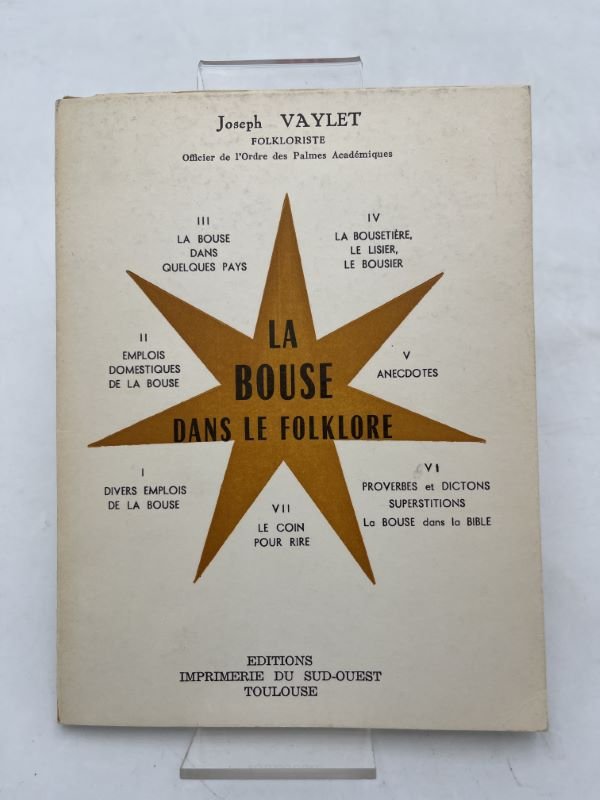 Joseph VAYLET
FOLKLORISTE
Officier de l'Ordre des Palmes Académiques
III
LA BOUSE
DANS
QUELQUES PAYS
IV
LA BOUSETIÈRE,
LE LISIER,
LE BOUSIER
II
EMPLOIS
DOMESTIQUES
DE LA BOUSE
LA
BOUSE
DANS LE FOLKLORE
V
ANECDOTES
I
DIVERS EMPLOIS
DE LA BOUSE
VII
LE COIN
POUR RIRE
VI
PROVERBES et DICTONS
SUPERSTITIONS
La BOUSE dans la BIBLE
EDITIONS
IMPRIMERIE DU SUD-OUEST
TOULOUSE